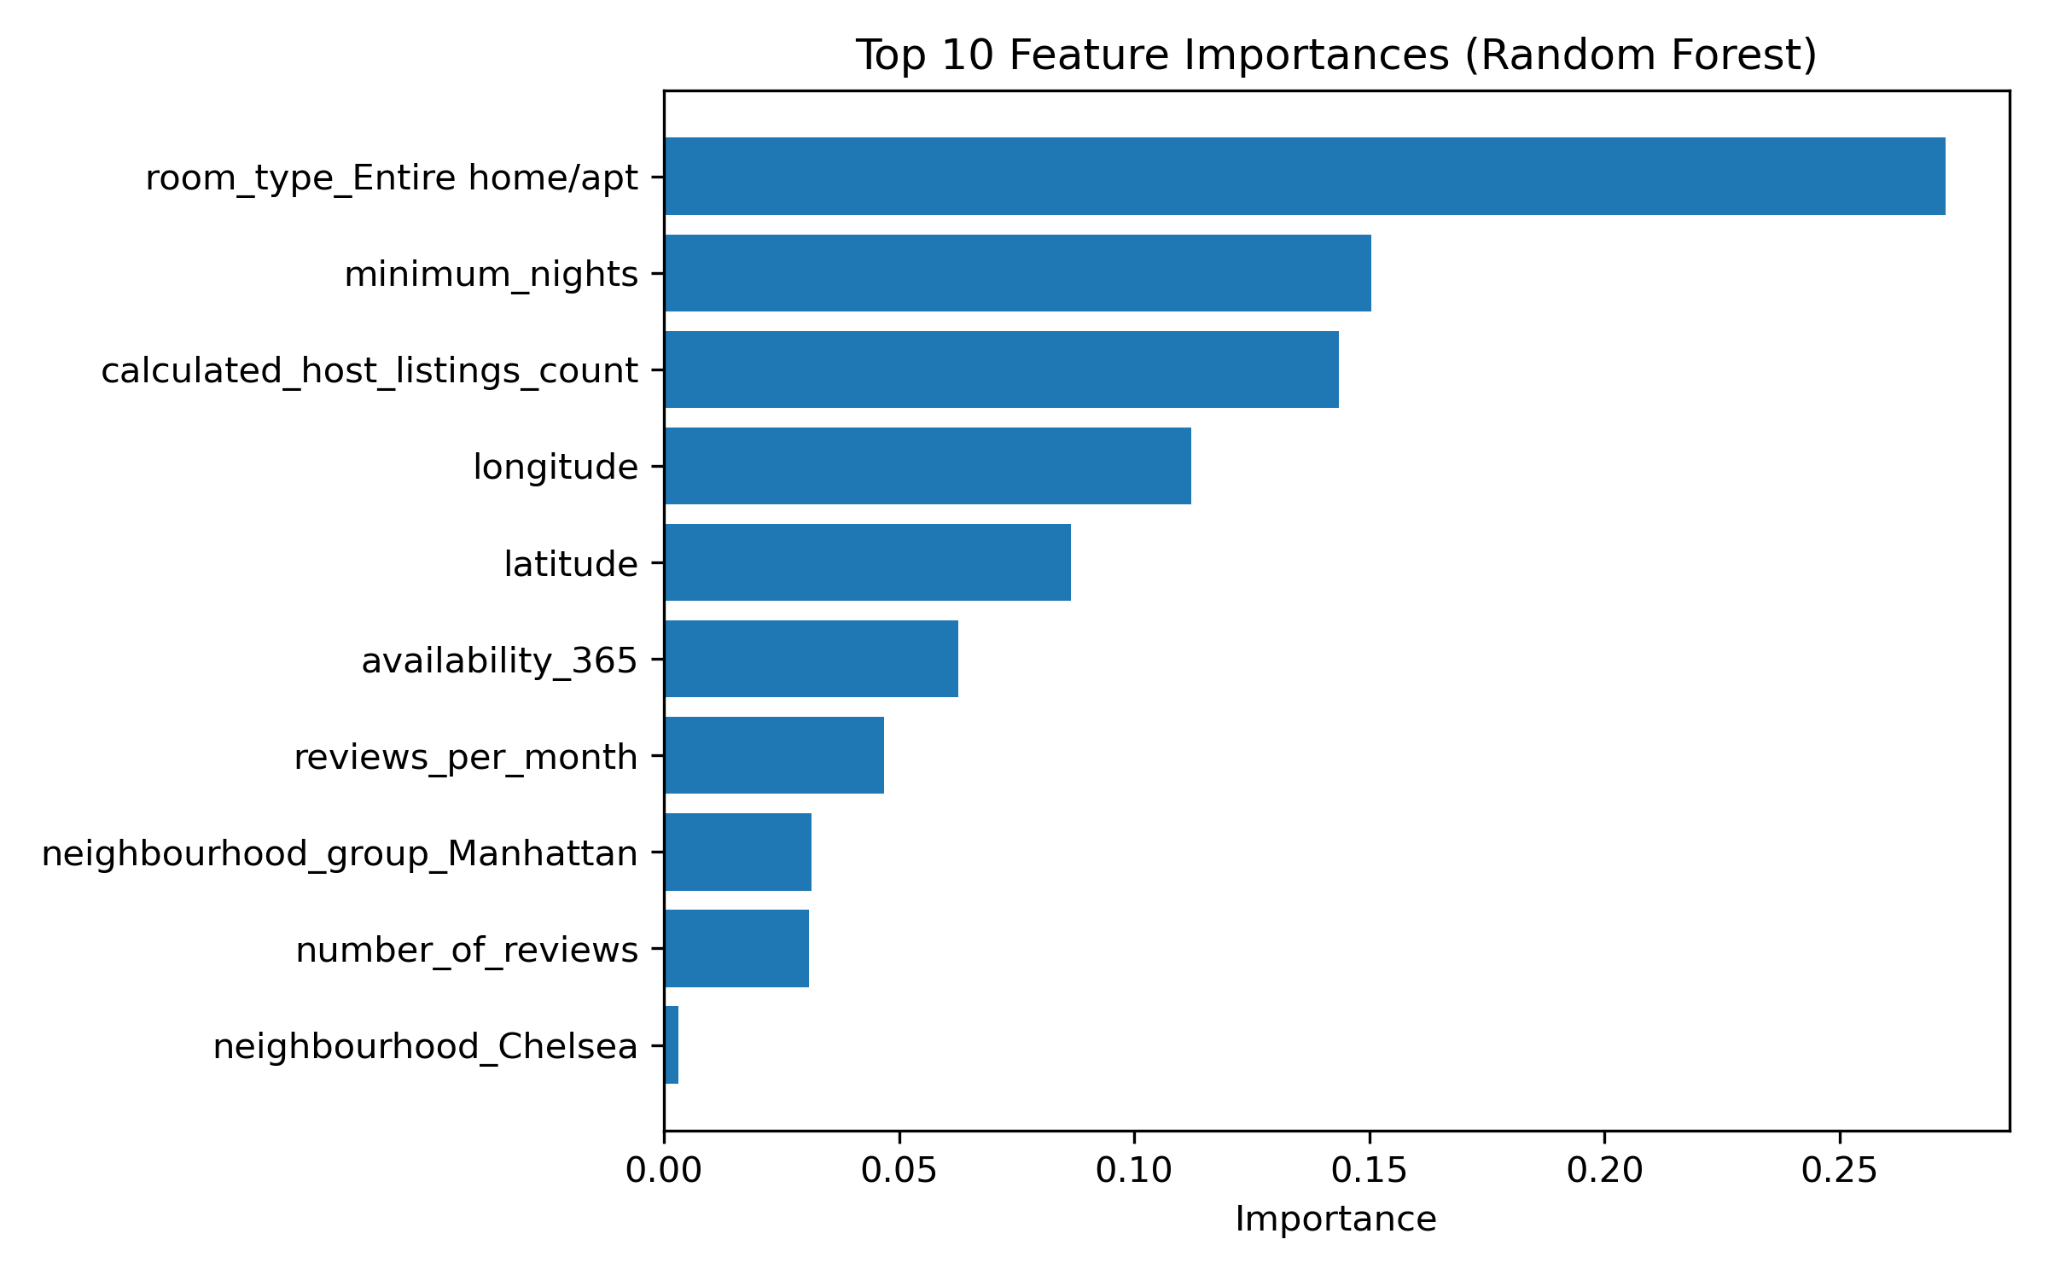 Top 10 Feature Importances (Random Forest)
room_type_Entire home/apt
minimum_nights
calculated_host_listings_count
longitude
latitude
availability_365
reviews_per_month
neighbourhood_group_Manhattan
number_of_reviews
neighbourhood_Chelsea
0.00 0.05 0.10 0.15 0.20 0.25
Importance